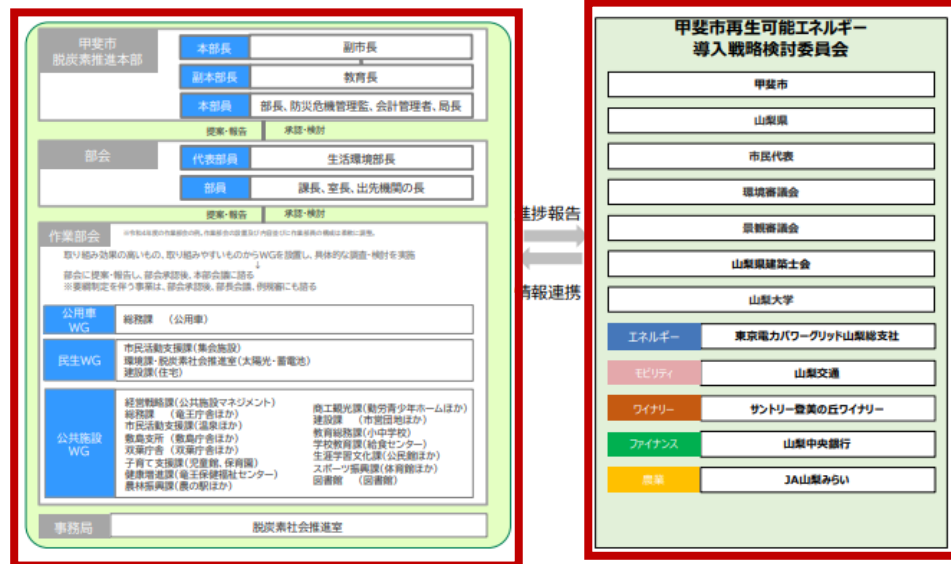 甲斐市
脱炭素推進本部
本部長 副市長
副本部長 教育長
本部員 部長、防災危機管理監、会計管理者、局長
提案・報告 承認・検討
部会
代表部員 生活環境部長
部員 課長、室長、出先機関の長
提案・報告 承認・検討
作業部会
取り組み効果の高いもの、取り組みやすいものからWGを設置し、具体的な調査・検討を実施
↓
部会に提案・報告し、部会承認後、本部会議に諮る
※要綱制定を伴う事業は、部会承認後、部長会議、例規審にも諮る
公用車
WG
総務課 (公用車)
民生WG
市民活動支援課(集会施設)
環境課・脱炭素社会推進室(太陽光・蓄電池)
建設課(住宅)
公共施設
WG
経営戦略課(公共施設マネジメント)
総務課 (竜王庁舎ほか)
市民活動支援課(温泉ほか)
敷島支所 (敷島庁舎ほか)
双葉庁舎 (双葉庁舎ほか)
子育て支援課(児童館、保育園)
健康増進課(竜王保健福祉センター)
農林振興課(農の駅ほか)
商工観光課(勤労青少年ホームほか)
建設課 (市営団地ほか)
教育総務課(小中学校)
学校教育課(給食センター)
生涯学習文化課(公民館ほか)
スポーツ振興課(体育館ほか)
図書館 (図書館)
事務局 脱炭素社会推進室
進捗報告
情報連携
甲斐市再生可能エネルギー
導入戦略検討委員会
甲斐市
山梨県
市民代表
環境審議会
景観審議会
山梨県建築士会
山梨大学
エネルギー 東京電力パワーグリッド山梨総支社
モビリティ 山梨交通
ワイナリー サントリー登美の丘ワイナリー
ファイナンス 山梨中央銀行
農業 JA山梨みらい